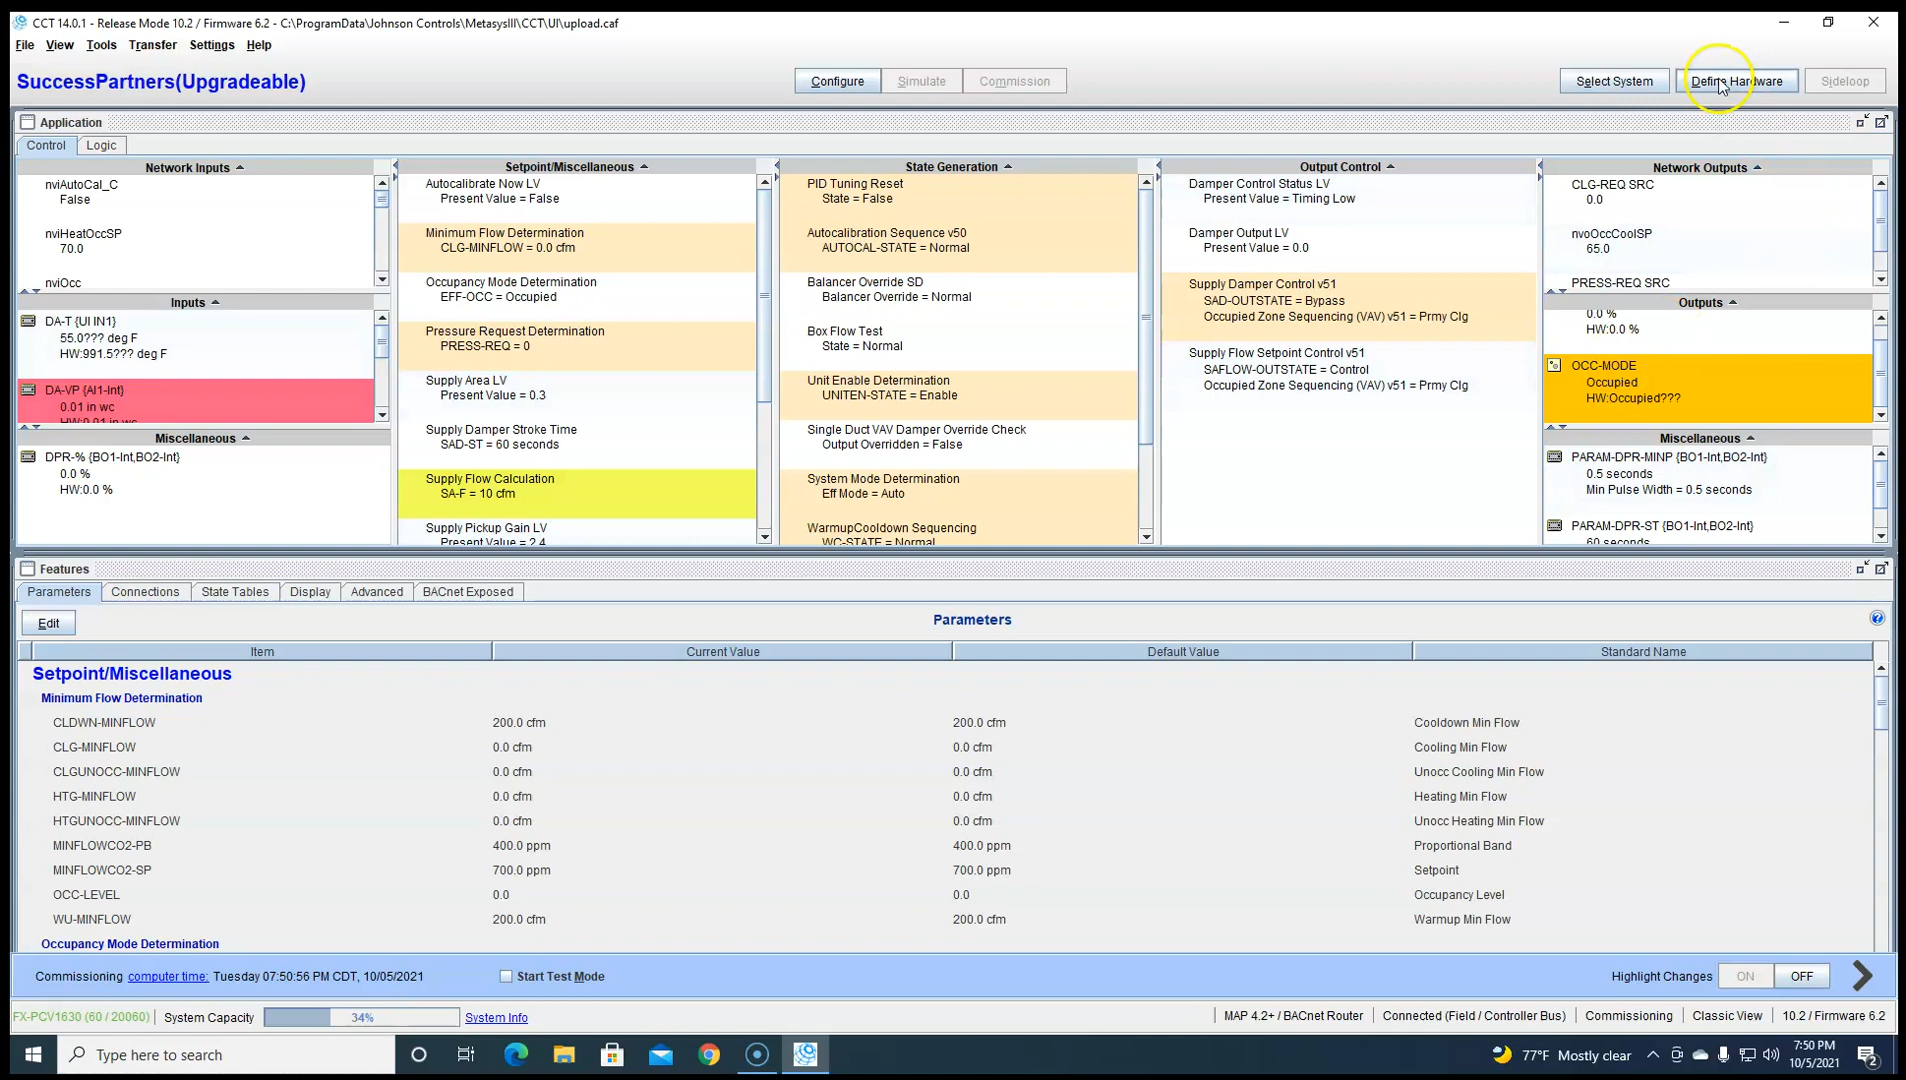 CCT 14.0.1 - Release Mode 10.2 / Firmware 6.2 - C:\ProgramData\Johnson Controls\MetasysIII\CCT\UI\upload.caf
File View Tools Transfer Settings Help
SuccessPartners(Upgradeable)
Configure Simulate Commission
Select System Define Hardware Sideloop
Application
Control Logic
Network Inputs
nviAutoCal_C
False
nviHeatOccSP
70.0
nviOcc
Inputs
DA-T {UI IN1}
55.0??? deg F
HW:991.5??? deg F
DA-VP {AI1-Int}
0.01 in wc
HW:0.01 in wc
Miscellaneous
DPR-% {BO1-Int,BO2-Int}
0.0 %
HW:0.0 %
Setpoint/Miscellaneous
Autocalibrate Now LV
Present Value = False
Minimum Flow Determination
CLG-MINFLOW = 0.0 cfm
Occupancy Mode Determination
EFF-OCC = Occupied
Pressure Request Determination
PRESS-REQ = 0
Supply Area LV
Present Value = 0.3
Supply Damper Stroke Time
SAD-ST = 60 seconds
Supply Flow Calculation
SA-F = 10 cfm
Supply Pickup Gain LV
Present Value = 2.4
State Generation
PID Tuning Reset
State = False
Autocalibration Sequence v50
AUTOCAL-STATE = Normal
Balancer Override SD
Balancer Override = Normal
Box Flow Test
State = Normal
Unit Enable Determination
UNITEN-STATE = Enable
Single Duct VAV Damper Override Check
Output Overridden = False
System Mode Determination
Eff Mode = Auto
WarmupCooldown Sequencing
WC-STATE = Normal
Output Control
Damper Control Status LV
Present Value = Timing Low
Damper Output LV
Present Value = 0.0
Supply Damper Control v51
SAD-OUTSTATE = Bypass
Occupied Zone Sequencing (VAV) v51 = Prmy Clg
Supply Flow Setpoint Control v51
SAFLOW-OUTSTATE = Control
Occupied Zone Sequencing (VAV) v51 = Prmy Clg
Network Outputs
CLG-REQ SRC
0.0
nvoOccCoolSP
65.0
PRESS-REQ SRC
Outputs
0.0 %
HW:0.0 %
OCC-MODE
Occupied
HW:Occupied???
Miscellaneous
PARAM-DPR-MINP {BO1-Int,BO2-Int}
0.5 seconds
Min Pulse Width = 0.5 seconds
PARAM-DPR-ST {BO1-Int,BO2-Int}
60 seconds
Features
Parameters Connections State Tables Display Advanced BACnet Exposed
Edit
Parameters
Item Current Value Default Value Standard Name
Setpoint/Miscellaneous
Minimum Flow Determination
CLDWN-MINFLOW 200.0 cfm 200.0 cfm Cooldown Min Flow
CLG-MINFLOW 0.0 cfm 0.0 cfm Cooling Min Flow
CLGUNOCC-MINFLOW 0.0 cfm 0.0 cfm Unocc Cooling Min Flow
HTG-MINFLOW 0.0 cfm 0.0 cfm Heating Min Flow
HTGUNOCC-MINFLOW 0.0 cfm 0.0 cfm Unocc Heating Min Flow
MINFLOWCO2-PB 400.0 ppm 400.0 ppm Proportional Band
MINFLOWCO2-SP 700.0 ppm 700.0 ppm Setpoint
OCC-LEVEL 0.0 0.0 Occupancy Level
WU-MINFLOW 200.0 cfm 200.0 cfm Warmup Min Flow
Occupancy Mode Determination
Commissioning computer time: Tuesday 07:50:56 PM CDT, 10/05/2021 Start Test Mode Highlight Changes ON OFF
FX-PCV1630 (60 / 20060) System Capacity 34% System Info MAP 4.2+ / BACnet Router Connected (Field / Controller Bus) Commissioning Classic View 10.2 / Firmware 6.2
Type here to search
77°F Mostly clear
7:50 PM
10/5/2021
2